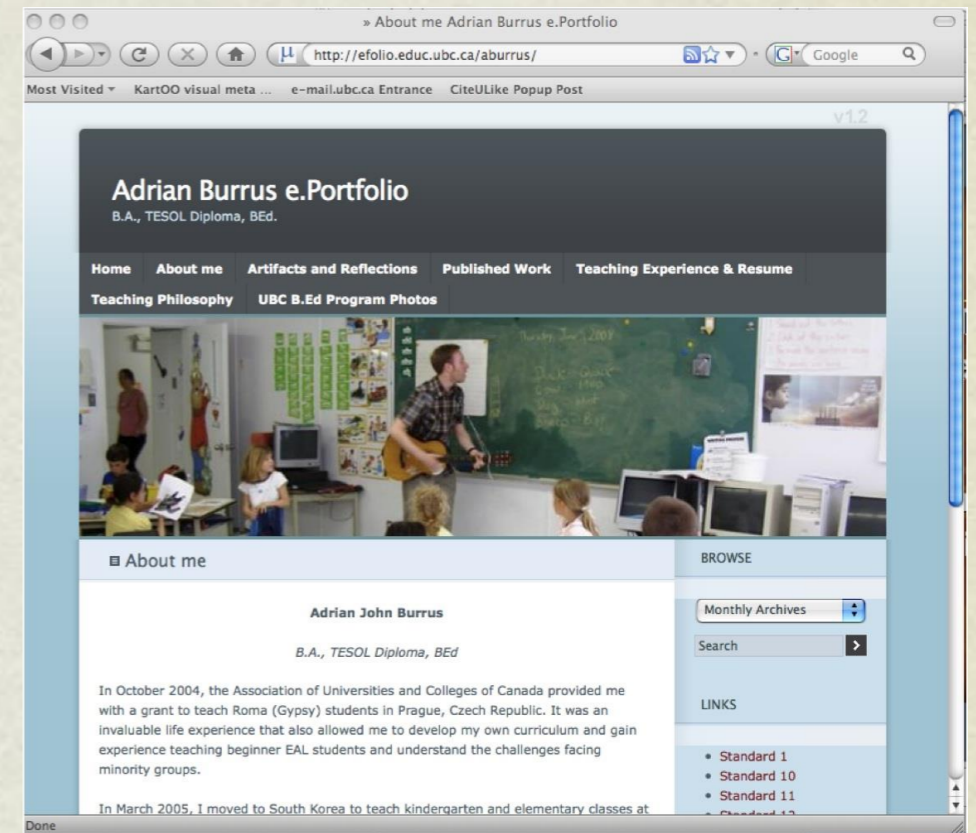 » About me Adrian Burrus e.Portfolio
µ http://efolio.educ.ubc.ca/aburrus/ G Google
Most Visited KartOO visual meta ... e-mail.ubc.ca Entrance CiteULike Popup Post
v1.2
Adrian Burrus e.Portfolio
B.A., TESOL Diploma, BEd.
Home About me Artifacts and Reflections Published Work Teaching Experience & Resume
Teaching Philosophy UBC B.Ed Program Photos
About me
Adrian John Burrus
B.A., TESOL Diploma, BEd
In October 2004, the Association of Universities and Colleges of Canada provided me
with a grant to teach Roma (Gypsy) students in Prague, Czech Republic. It was an
invaluable life experience that also allowed me to develop my own curriculum and gain
experience teaching beginner EAL students and understand the challenges facing
minority groups.
In March 2005, I moved to South Korea to teach kindergarten and elementary classes at
BROWSE
Monthly Archives
Search
LINKS
Standard 1
Standard 10
Standard 11
Standard 12
Done